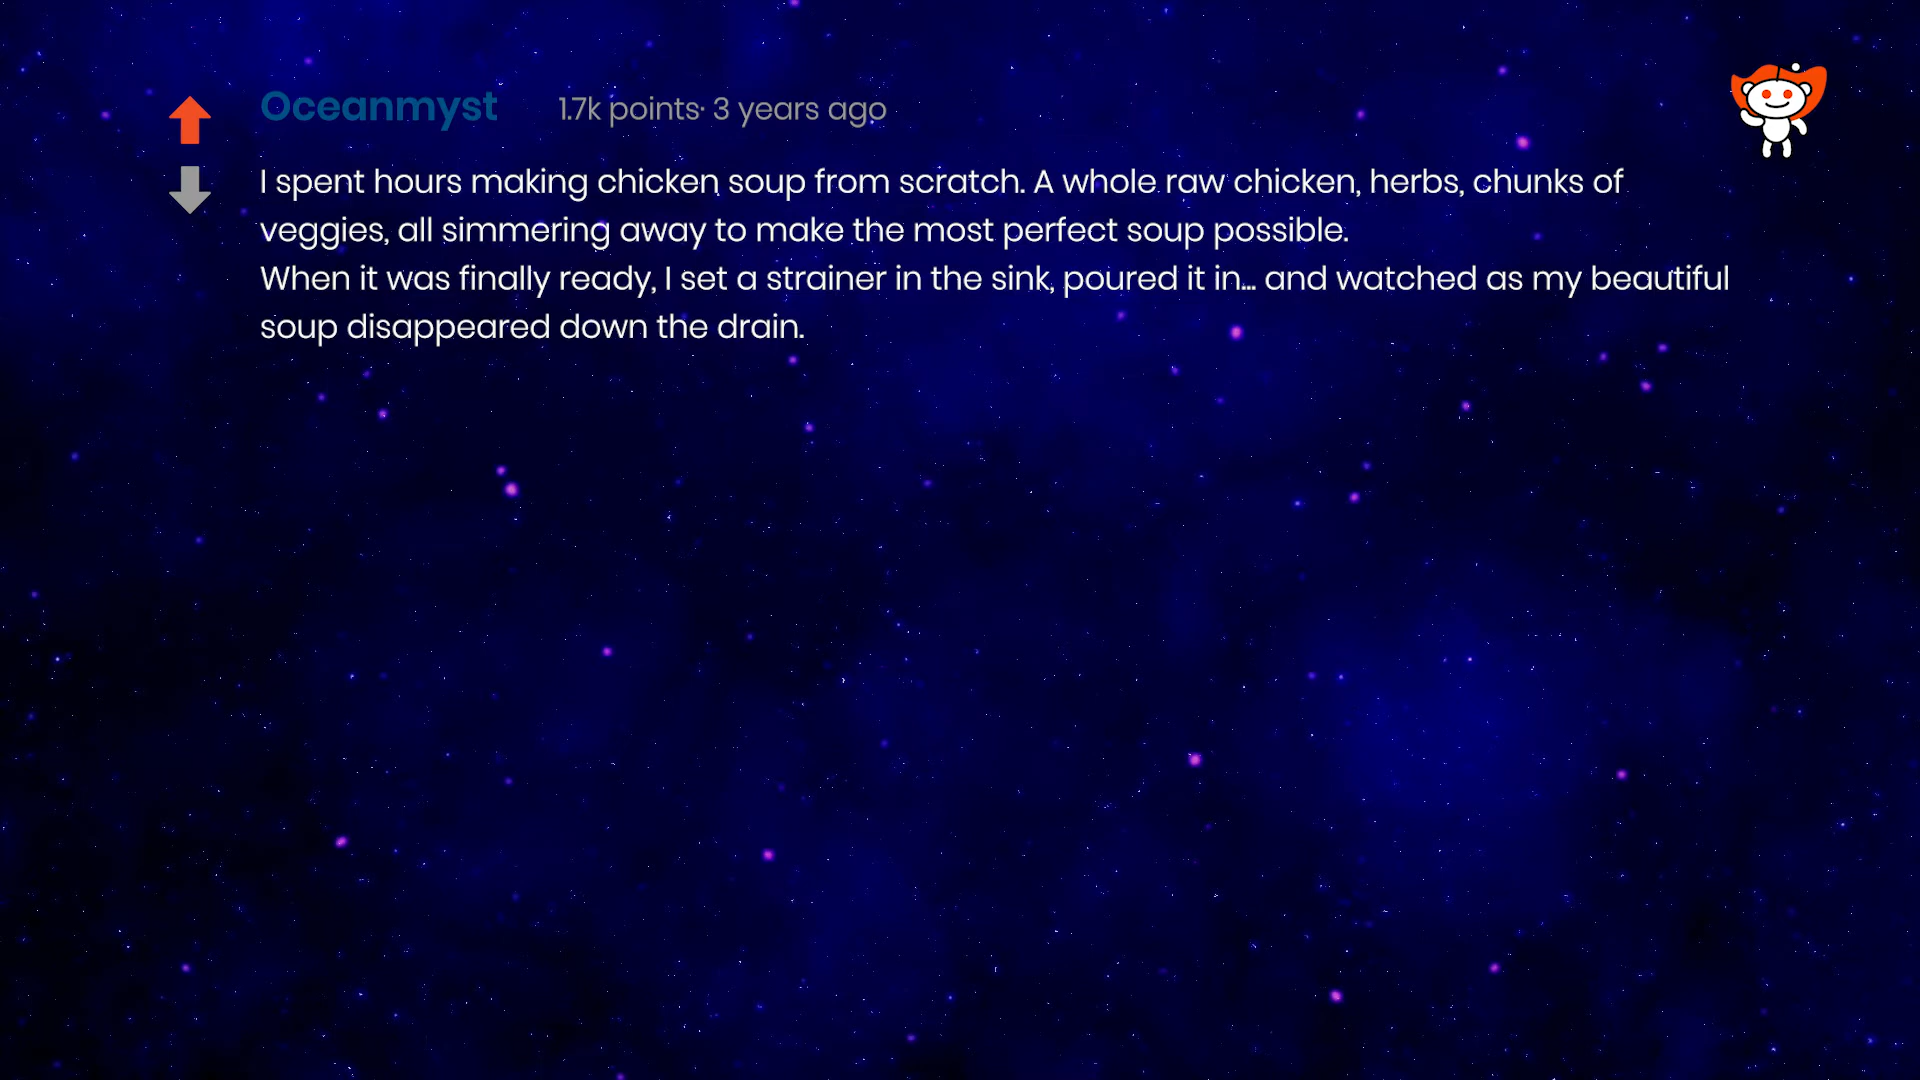 Oceanmyst 1.7k points· 3 years ago
I spent hours making chicken soup from scratch. A whole raw chicken, herbs, chunks of
veggies, all simmering away to make the most perfect soup possible.
When it was finally ready, I set a strainer in the sink, poured it in... and watched as my beautiful
soup disappeared down the drain.